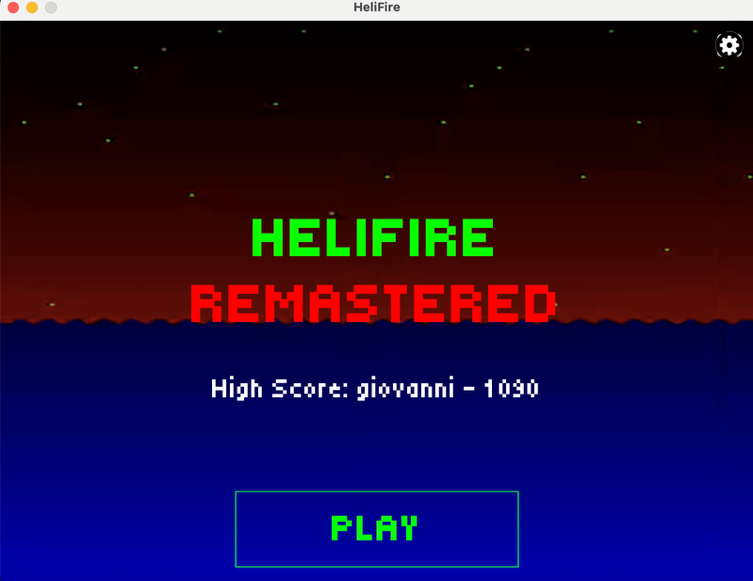 HeliFire
HELIFIRE
REMASTERED
High Score: giovanni - 1090
PLAY